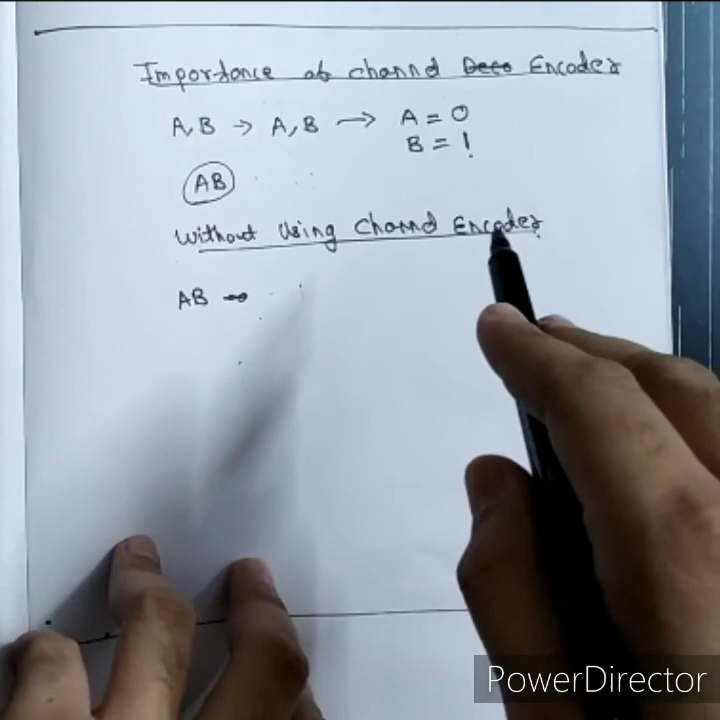 Importance of channel Deco Encoder
A,B → A,B → A = 0
B = 1
AB
Without Using Channel Encoder
AB
PowerDirector